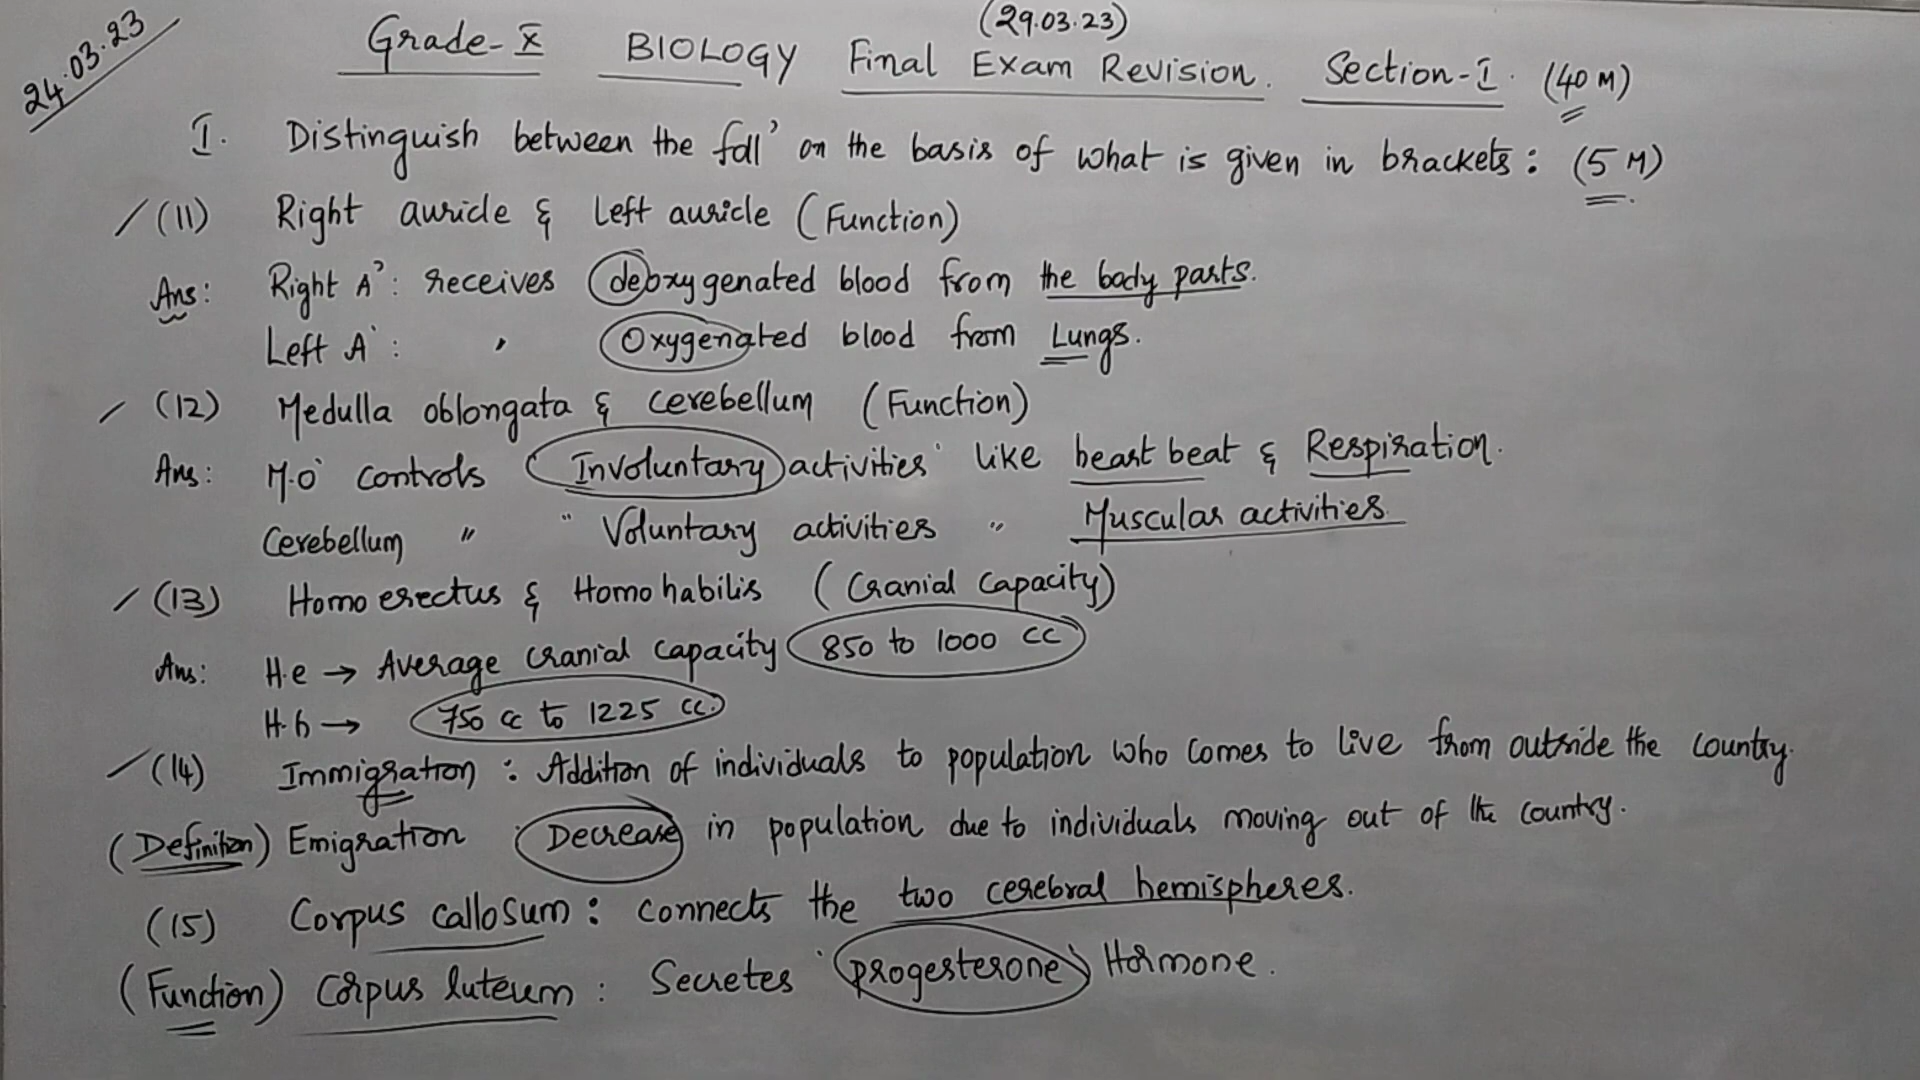 24.03.23
(29.03.23)
Grade-X BIOLOGY Final Exam Revision. Section-I. (40 M)
I. Distinguish between the foll' on the basis of what is given in brackets: (5 M)
(11) Right auricle & Left auricle (Function)
Ans: Right A': receives deoxygenated blood from the body parts.
Left A': " Oxygenated blood from Lungs.
(12) Medulla oblongata & cerebellum (Function)
Ans: M.O' controls Involuntary activities like heart beat & Respiration.
Cerebellum " " Voluntary activities " Muscular activities.
(13) Homo erectus & Homo habilis (Cranial capacity)
Ans: H.e → Average cranial capacity 850 to 1000 cc
H.h → 750 cc to 1225 cc.
(14) Immigration : Addition of individuals to population who comes to live from outside the country.
(Definition) Emigration : Decrease in population due to individuals moving out of the country.
(15) Corpus callosum : connects the two cerebral hemispheres.
(Function) Corpus luteum : Secretes progesterone Hormone.